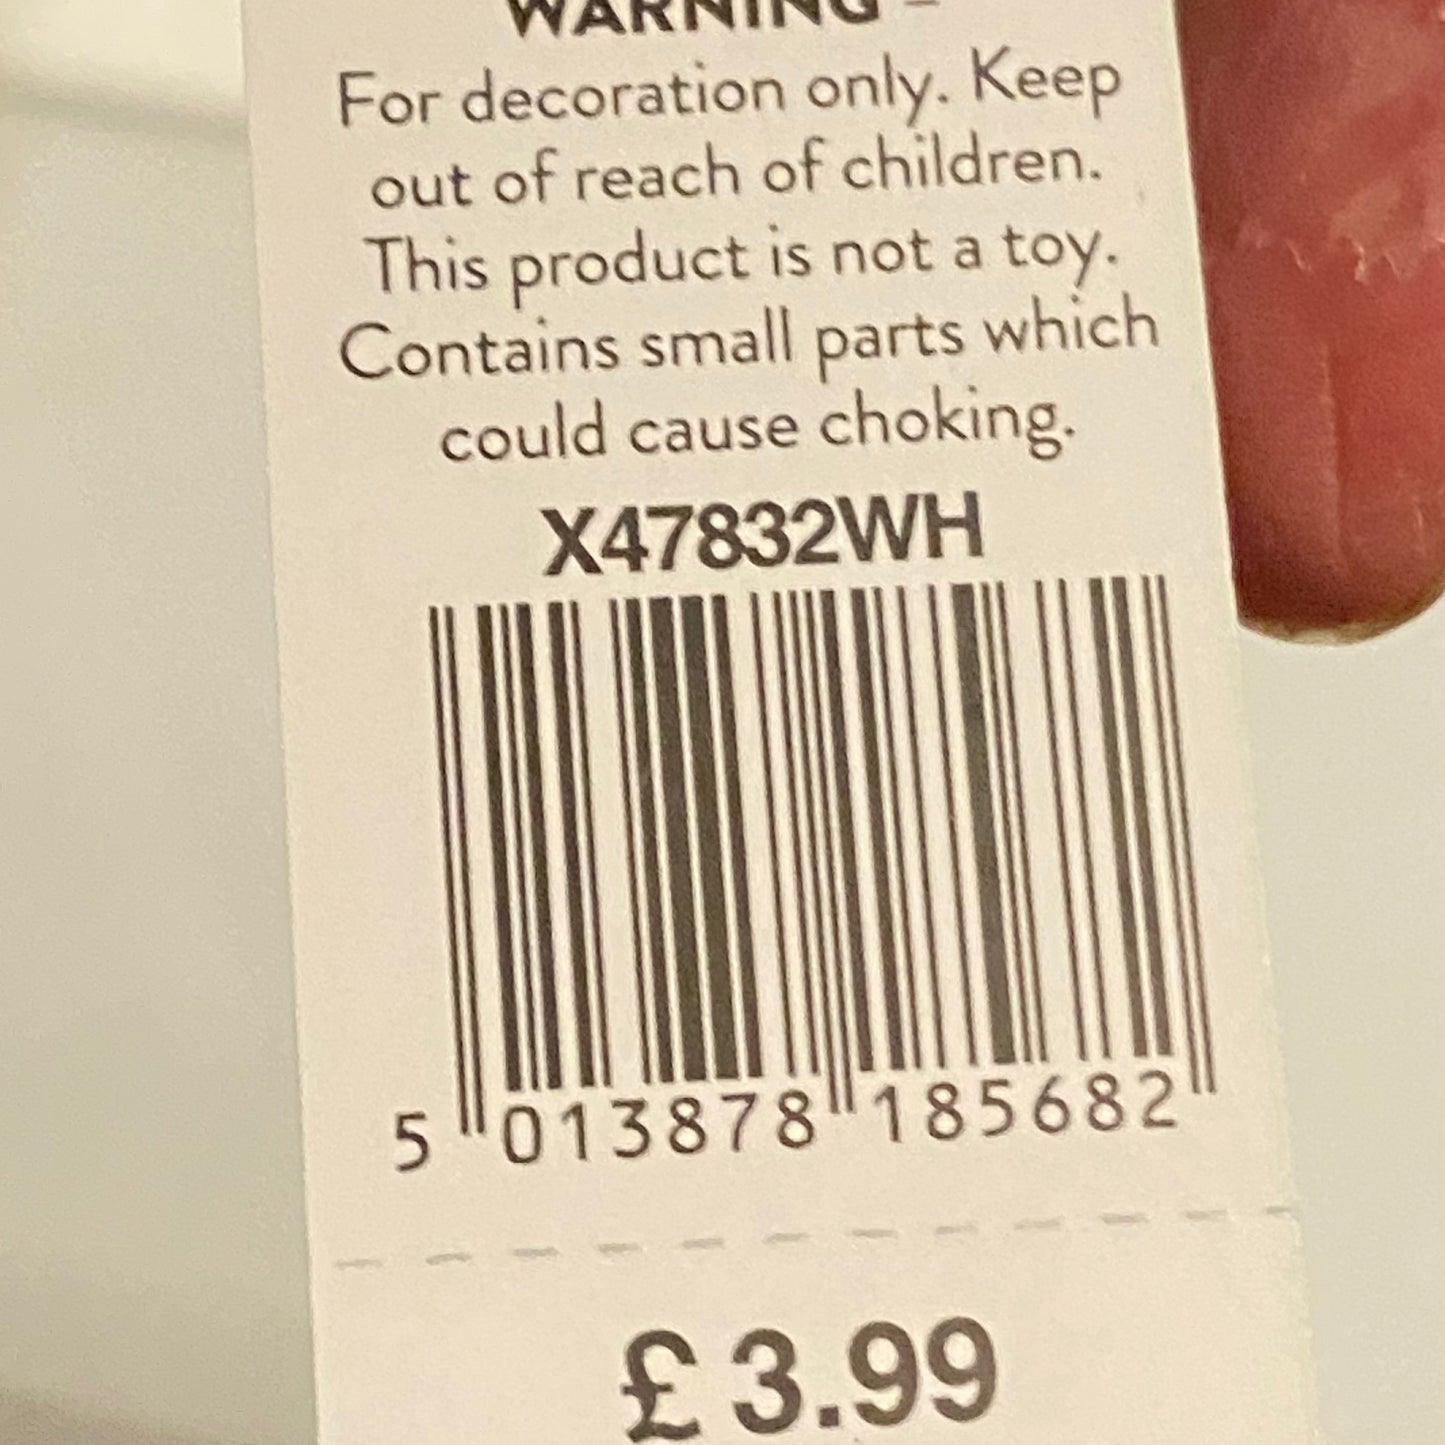 WARNING –
For decoration only. Keep
out of reach of children.
This product is not a toy.
Contains small parts which
could cause choking.
X47832WH
5 013878 185682
£3.99